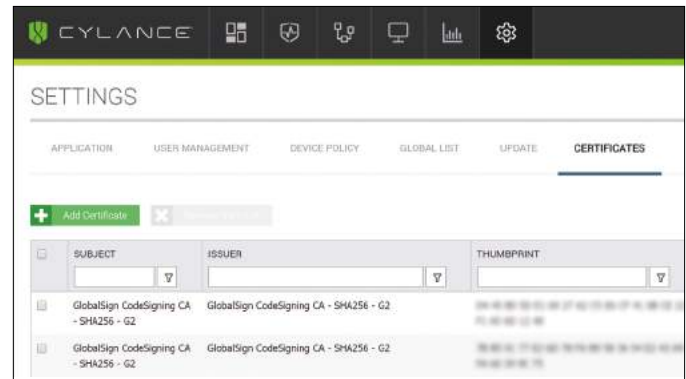 CYLANCE
SETTINGS
APPLICATION USER MANAGEMENT DEVICE POLICY GLOBAL LIST UPDATE CERTIFICATES
Add Certificate
SUBJECT ISSUER THUMBPRINT
GlobalSign CodeSigning CA GlobalSign CodeSigning CA - SHA256 - G2
- SHA256 - G2
GlobalSign CodeSigning CA GlobalSign CodeSigning CA - SHA256 - G2
- SHA256 - G2